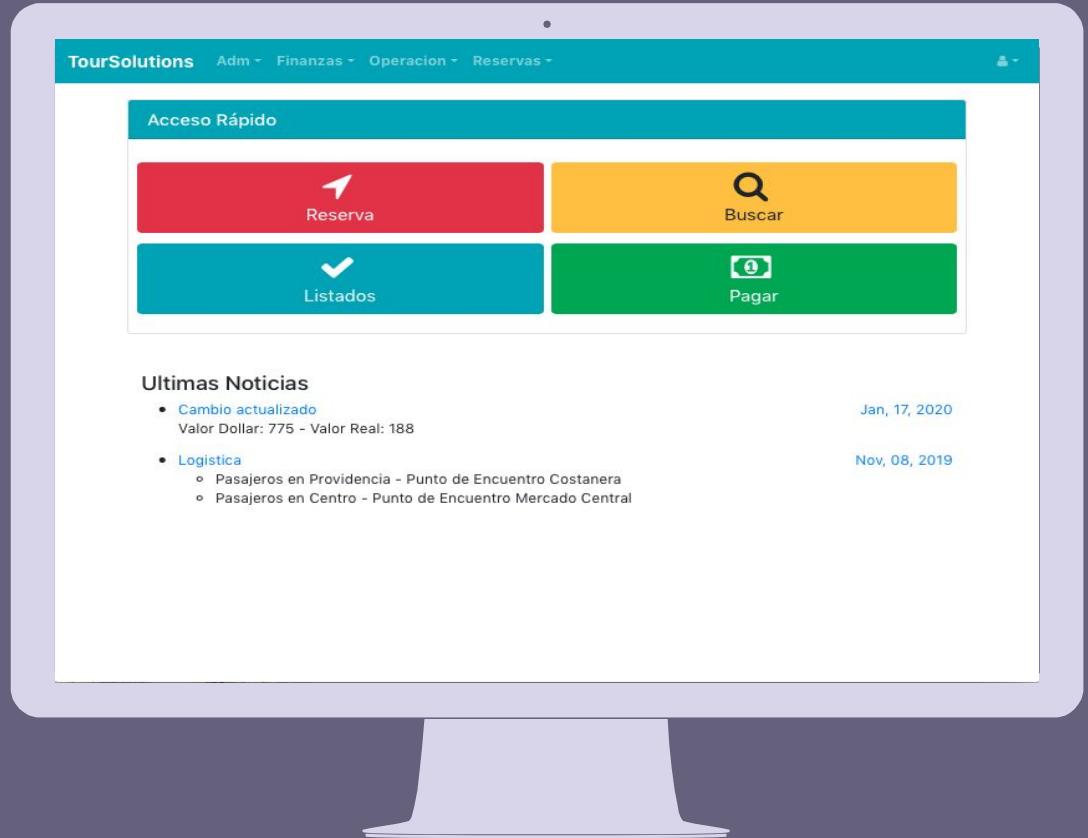 TourSolutions Adm Finanzas Operacion Reservas
Acceso Rápido
Reserva
Buscar
Listados
Pagar
Ultimas Noticias
Cambio actualizado Jan, 17, 2020
Valor Dollar: 775 - Valor Real: 188
Logistica Nov, 08, 2019
Pasajeros en Providencia - Punto de Encuentro Costanera
Pasajeros en Centro - Punto de Encuentro Mercado Central